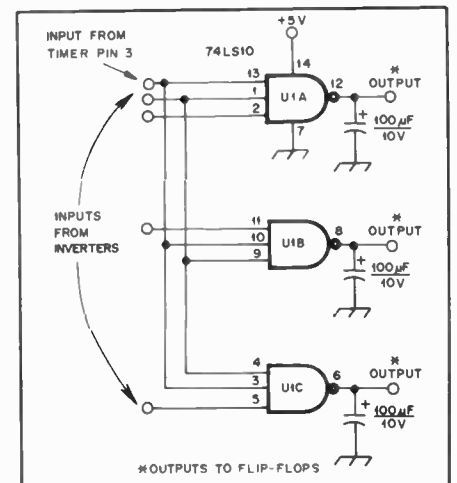 +5V
INPUT FROM
TIMER PIN 3
74LS10
14
*
OUTPUT
13
12
1
U1A
2
+
7
100µF
10V
INPUTS
FROM
INVERTERS
*
OUTPUT
11
8
10
U1B
9
+
100µF
10V
*
OUTPUT
4
6
3
U1C
5
+
100µF
10V
*OUTPUTS TO FLIP-FLOPS